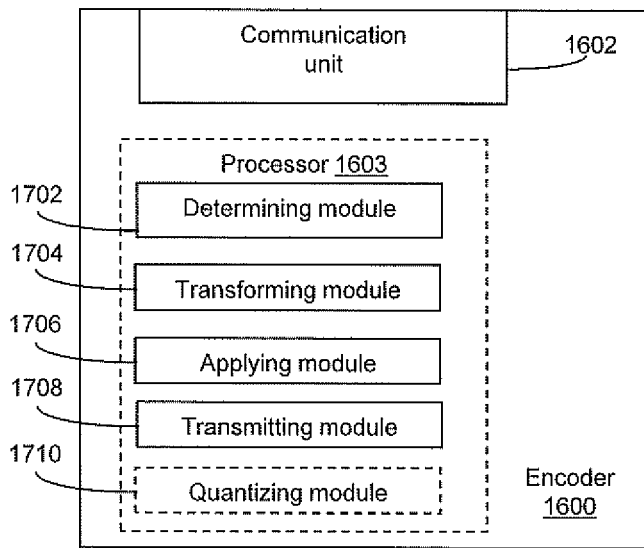 Communication
unit
1602
Processor 1603
1702
Determining module
1704
Transforming module
1706
Applying module
1708
Transmitting module
1710
Quantizing module
Encoder
1600